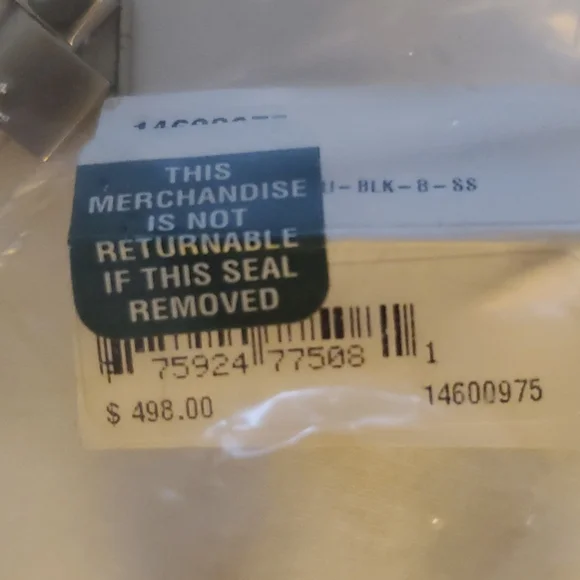 THIS
MERCHANDISE
IS NOT
RETURNABLE
IF THIS SEAL
REMOVED
-BLK-B-SS
75924 77508 1
$ 498.00
14600975